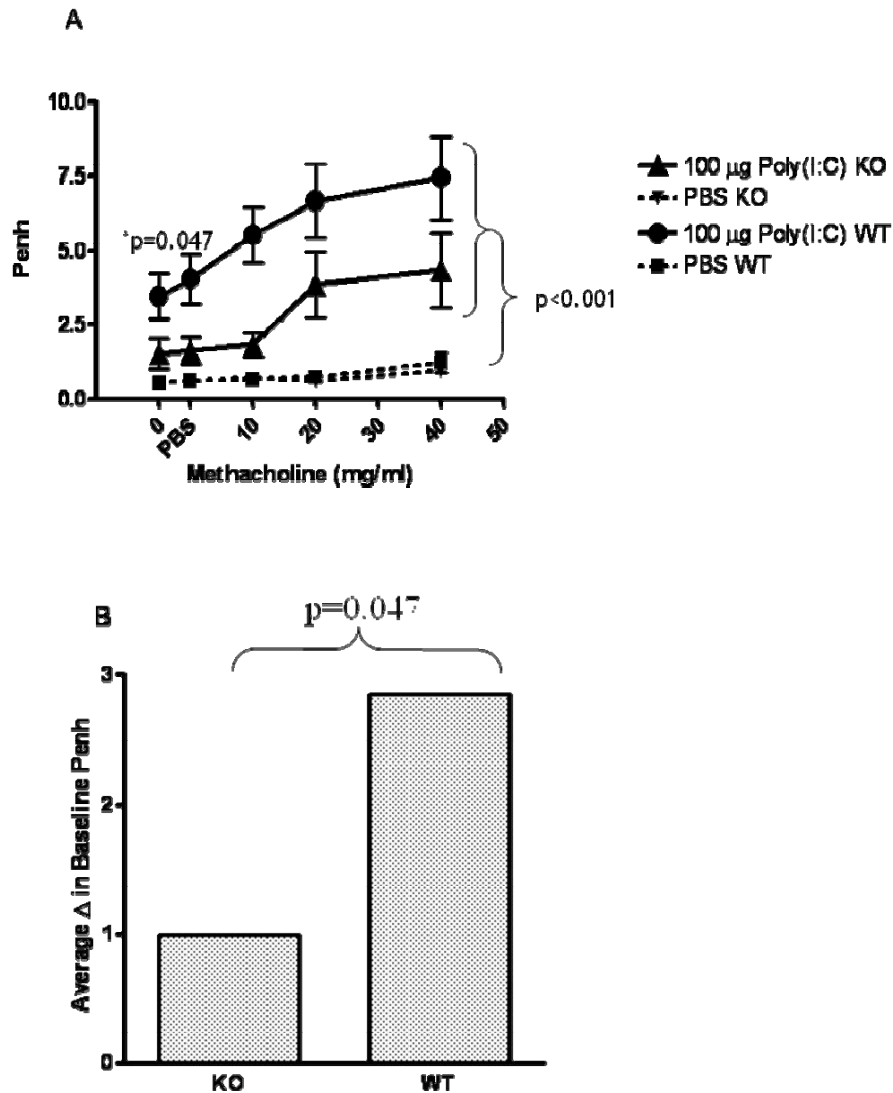 A
10.0
7.5
5.0
2.5
0.0
Penh
*p=0.047
p<0.001
100 µg Poly(I:C) KO
PBS KO
100 µg Poly(I:C) WT
PBS WT
0 PBS 10 20 30 40 50
Methacholine (mg/ml)
B
p=0.047
3
2
1
0
Average Δ in Baseline Penh
KO WT